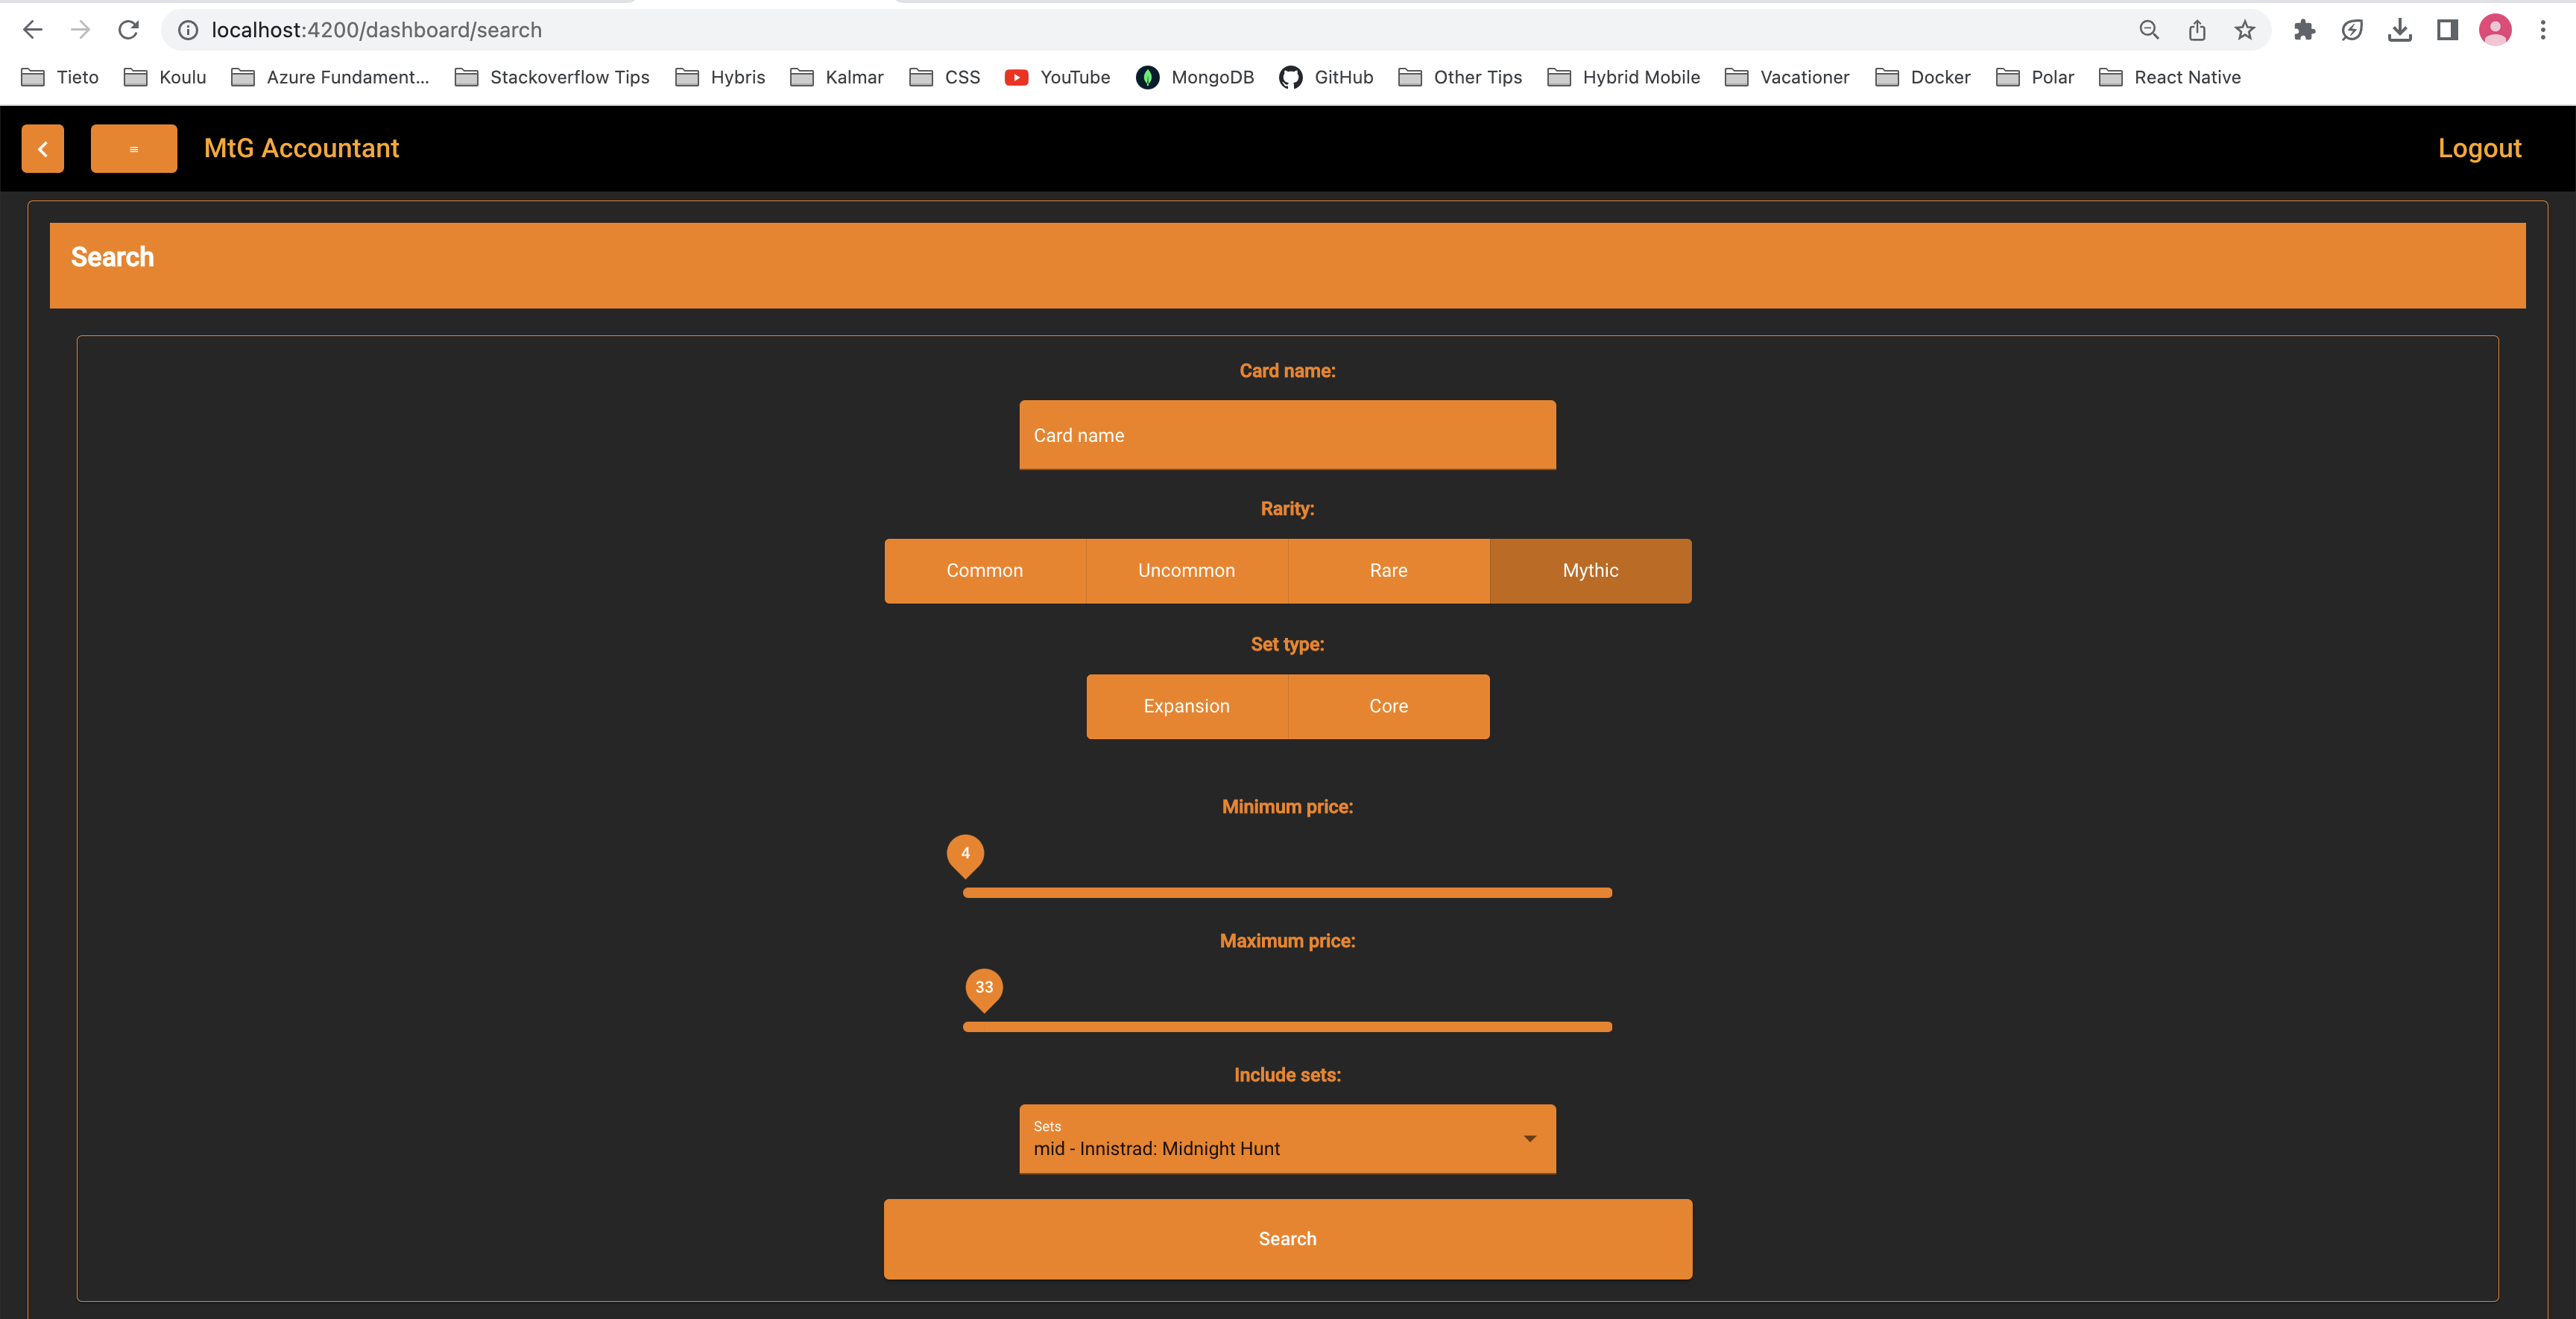 localhost:4200/dashboard/search
Tieto Koulu Azure Fundament... Stackoverflow Tips Hybris Kalmar CSS YouTube MongoDB GitHub Other Tips Hybrid Mobile Vacationer Docker Polar React Native
MtG Accountant Logout
Search
Card name:
Card name
Rarity:
Common Uncommon Rare Mythic
Set type:
Expansion Core
Minimum price:
4
Maximum price:
33
Include sets:
Sets
mid - Innistrad: Midnight Hunt
Search